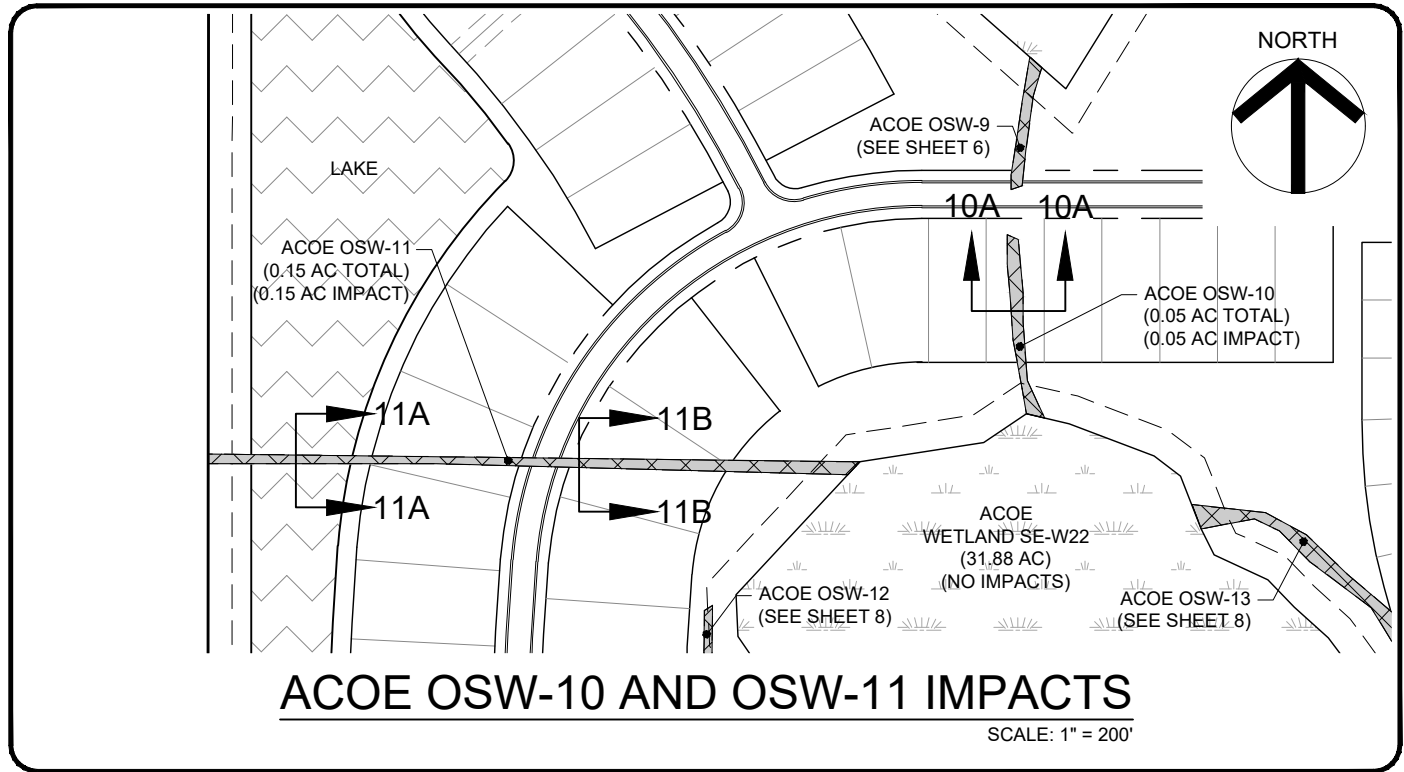 NORTH
ACOE OSW-9
(SEE SHEET 6)
LAKE
10A 10A
ACOE OSW-11
(0.15 AC TOTAL)
(0.15 AC IMPACT)
ACOE OSW-10
(0.05 AC TOTAL)
(0.05 AC IMPACT)
11A
11B
11A
11B
ACOE
WETLAND SE-W22
(31.88 AC)
(NO IMPACTS)
ACOE OSW-12
(SEE SHEET 8)
ACOE OSW-13
(SEE SHEET 8)
ACOE OSW-10 AND OSW-11 IMPACTS
SCALE: 1" = 200'